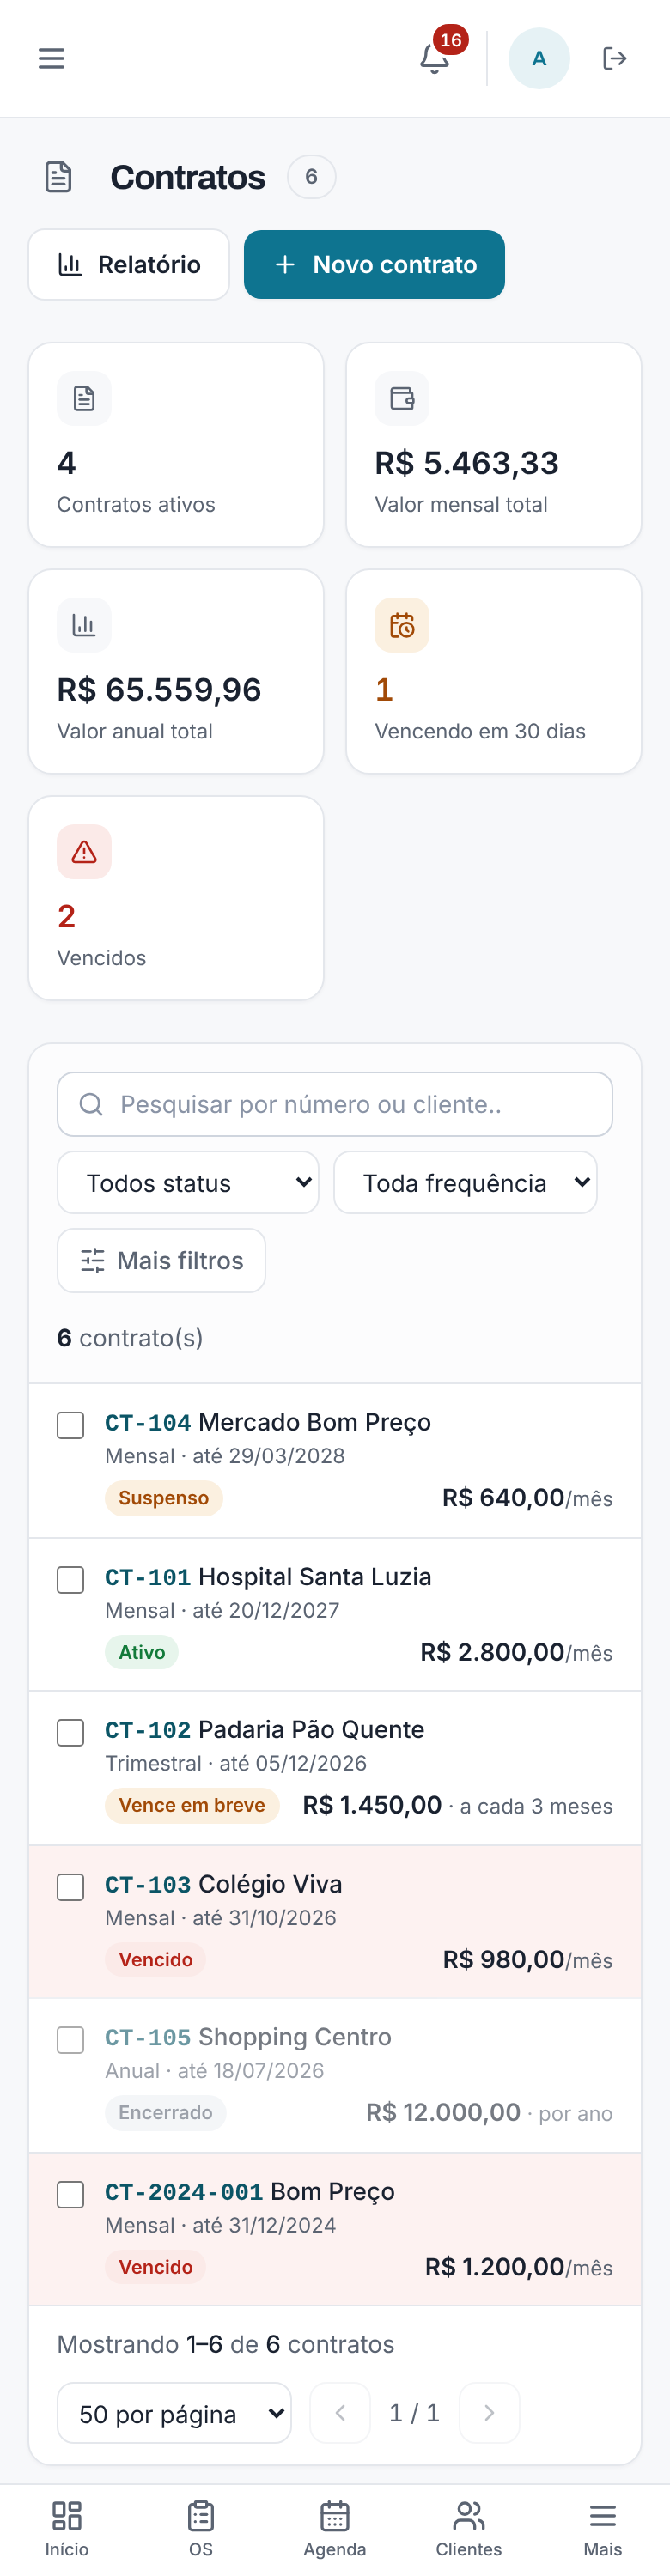 16
A
Contratos 6
Relatório
Novo contrato
4
Contratos ativos
R$ 5.463,33
Valor mensal total
R$ 65.559,96
Valor anual total
1
Vencendo em 30 dias
2
Vencidos
Pesquisar por número ou cliente..
Todos status
Toda frequência
Mais filtros
6 contrato(s)
CT-104 Mercado Bom Preço
Mensal · até 29/03/2028
Suspenso R$ 640,00/mês
CT-101 Hospital Santa Luzia
Mensal · até 20/12/2027
Ativo R$ 2.800,00/mês
CT-102 Padaria Pão Quente
Trimestral · até 05/12/2026
Vence em breve R$ 1.450,00 · a cada 3 meses
CT-103 Colégio Viva
Mensal · até 31/10/2026
Vencido R$ 980,00/mês
CT-105 Shopping Centro
Anual · até 18/07/2026
Encerrado R$ 12.000,00 · por ano
CT-2024-001 Bom Preço
Mensal · até 31/12/2024
Vencido R$ 1.200,00/mês
Mostrando 1–6 de 6 contratos
50 por página
1 / 1
Início
OS
Agenda
Clientes
Mais